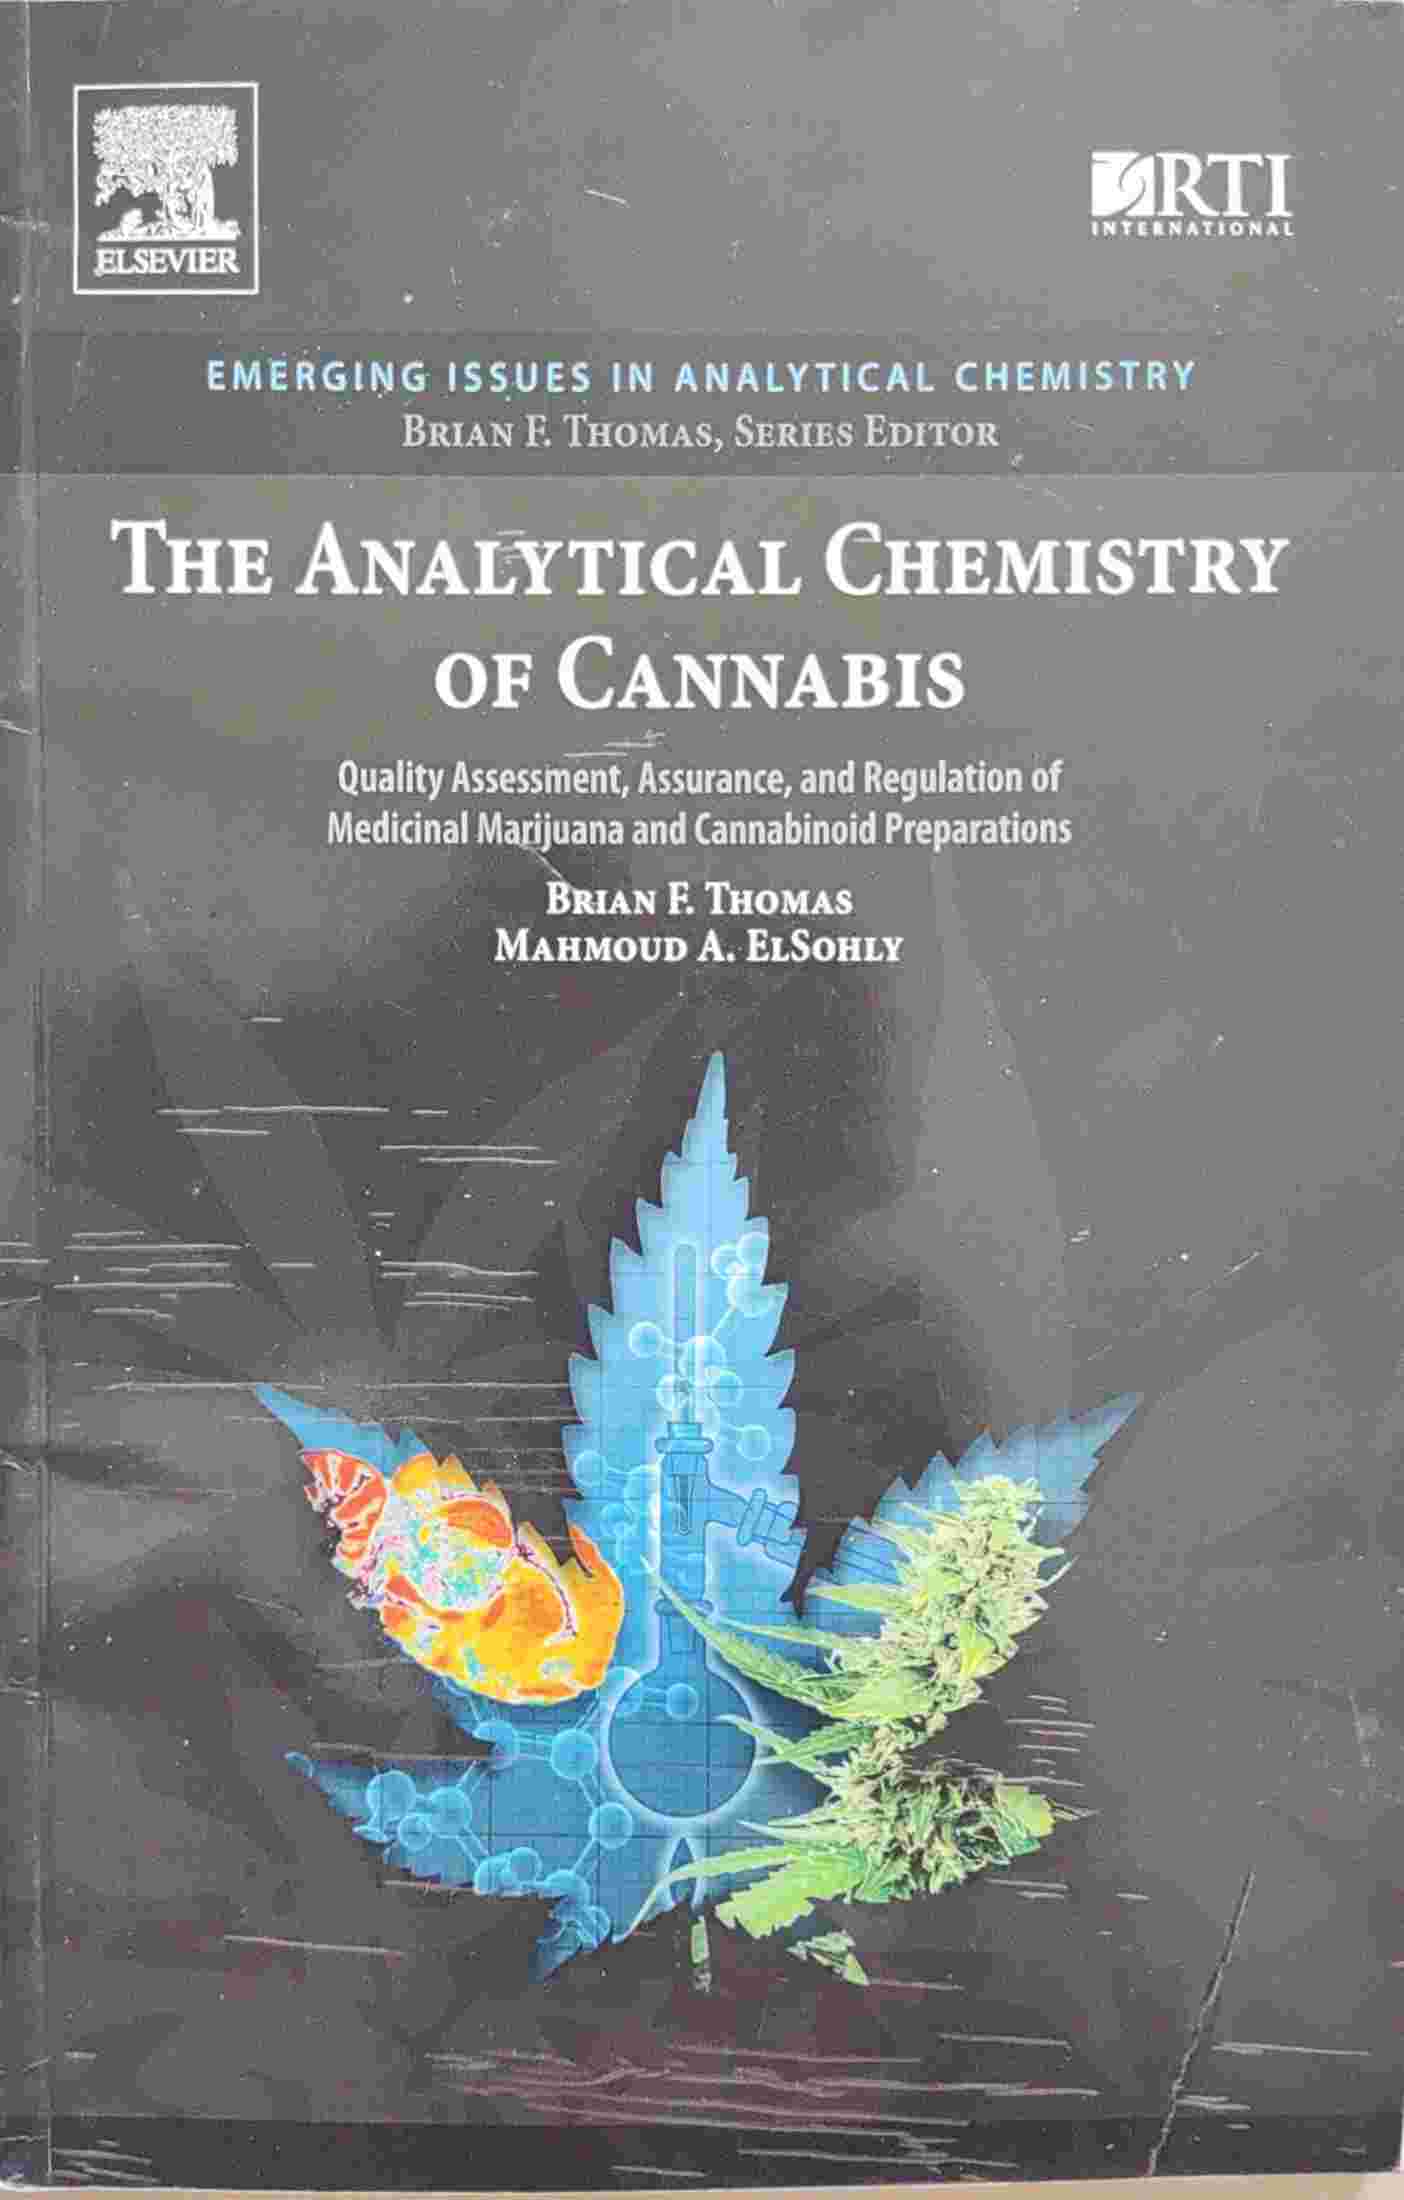 ELSEVIER
RTI
INTERNATIONAL
EMERGING ISSUES IN ANALYTICAL CHEMISTRY
BRIAN F. THOMAS, SERIES EDITOR
THE ANALYTICAL CHEMISTRY
OF CANNABIS
Quality Assessment, Assurance, and Regulation of
Medicinal Marijuana and Cannabinoid Preparations
BRIAN F. THOMAS
MAHMOUD A. ELSOHLY